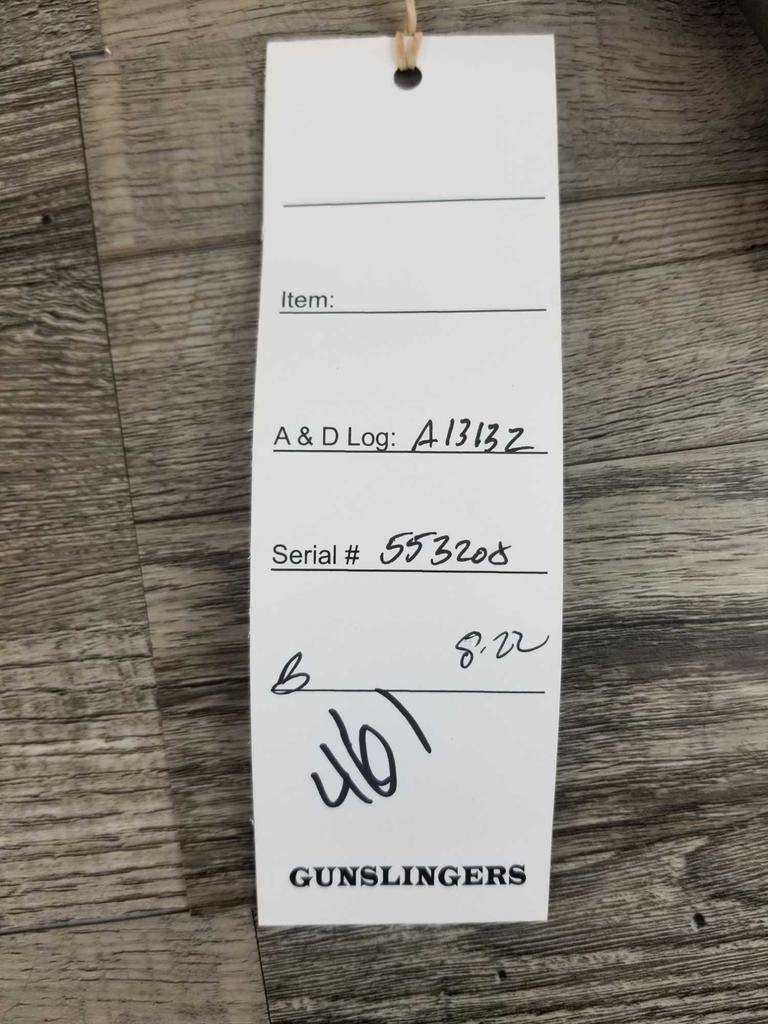 Item:
A & D Log: A13132
Serial # 553208
B 8.22
461
GUNSLINGERS